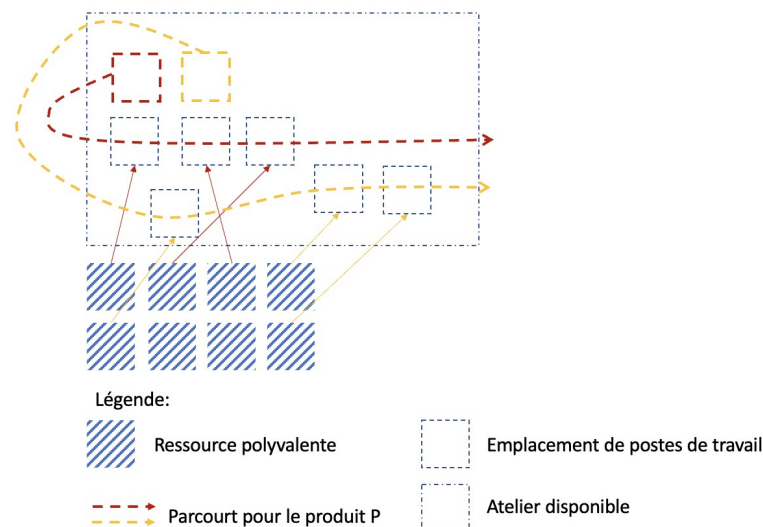 Légende:
Ressource polyvalente
Emplacement de postes de travail
Parcourt pour le produit P
Atelier disponible